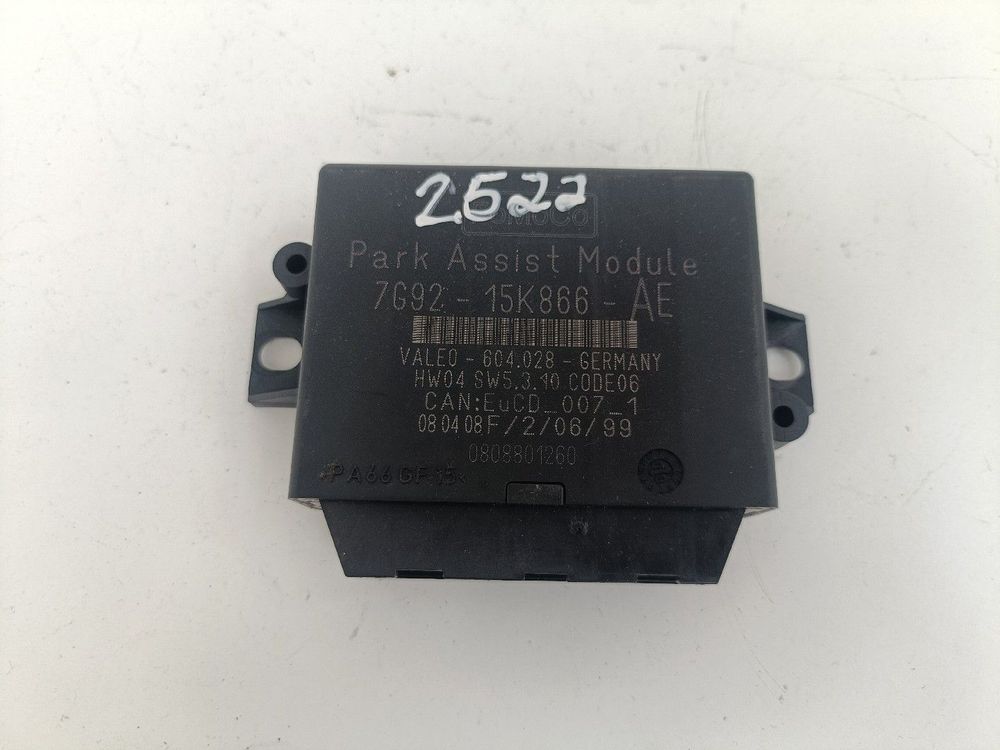 2522
FoMoCo
Park Assist Module
7G92 - 15K866 - AE
VALEO - 604.028 - GERMANY
HW04 SW5.3.10 CODE06
CAN:EuCD_007_1
080408F/2/06/99
0808801260
>PA66 GF15<